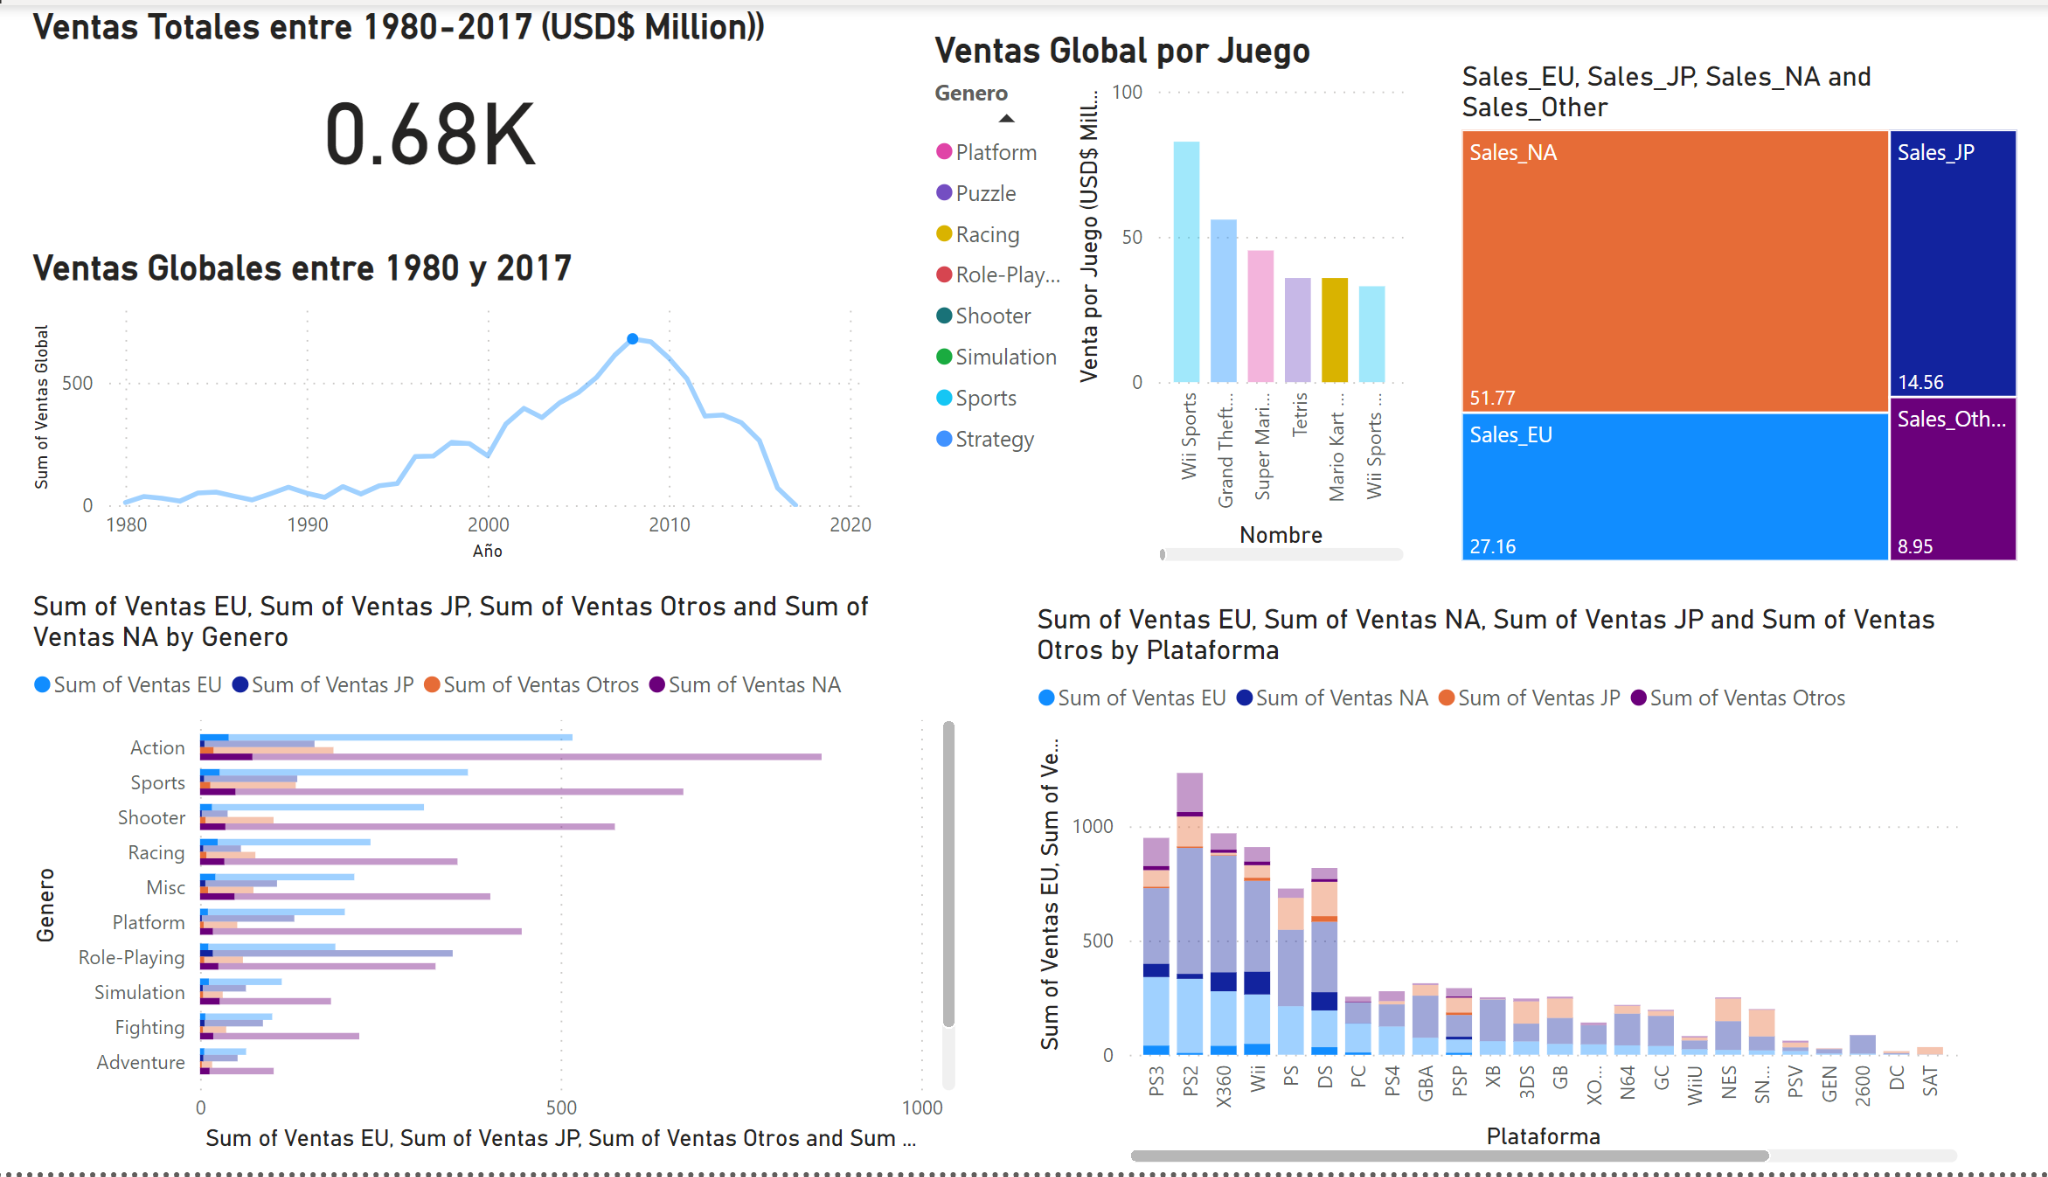 Ventas Totales entre 1980-2017 (USD$ Million))
0.68K
Ventas Globales entre 1980 y 2017
Sum of Ventas Global
500
0
1980
1990
2000
2010
2020
Año
Ventas Global por Juego
Genero
Platform
Puzzle
Racing
Role-Play...
Shooter
Simulation
Sports
Strategy
Venta por Juego (USD$ Mill...
100
50
0
Wii Sports
Grand Theft...
Super Mari...
Tetris
Mario Kart ...
Wii Sports ...
Nombre
Sales_EU, Sales_JP, Sales_NA and
Sales_Other
Sales_NA
51.77
Sales_EU
27.16
Sales_JP
14.56
Sales_Oth...
8.95
Sum of Ventas EU, Sum of Ventas JP, Sum of Ventas Otros and Sum of
Ventas NA by Genero
Sum of Ventas EU
Sum of Ventas JP
Sum of Ventas Otros
Sum of Ventas NA
Genero
Action
Sports
Shooter
Racing
Misc
Platform
Role-Playing
Simulation
Fighting
Adventure
0
500
1000
Sum of Ventas EU, Sum of Ventas JP, Sum of Ventas Otros and Sum ...
Sum of Ventas EU, Sum of Ventas NA, Sum of Ventas JP and Sum of Ventas
Otros by Plataforma
Sum of Ventas EU
Sum of Ventas NA
Sum of Ventas JP
Sum of Ventas Otros
Sum of Ventas EU, Sum of Ve...
1000
500
0
PS3
PS2
X360
Wii
PS
DS
PC
PS4
GBA
PSP
XB
3DS
GB
XO...
N64
GC
WiiU
NES
SN...
PSV
GEN
2600
DC
SAT
Plataforma